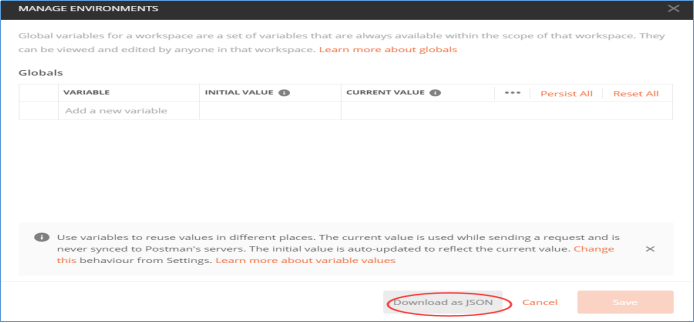 MANAGE ENVIRONMENTS
Global variables for a workspace are a set of variables that are always available within the scope of that workspace. They
can be viewed and edited by anyone in that workspace. Learn more about globals
Globals
VARIABLE INITIAL VALUE CURRENT VALUE ••• Persist All Reset All
Add a new variable
Use variables to reuse values in different places. The current value is used while sending a request and is
never synced to Postman's servers. The initial value is auto-updated to reflect the current value. Change
this behaviour from Settings. Learn more about variable values
Download as JSON Cancel Save